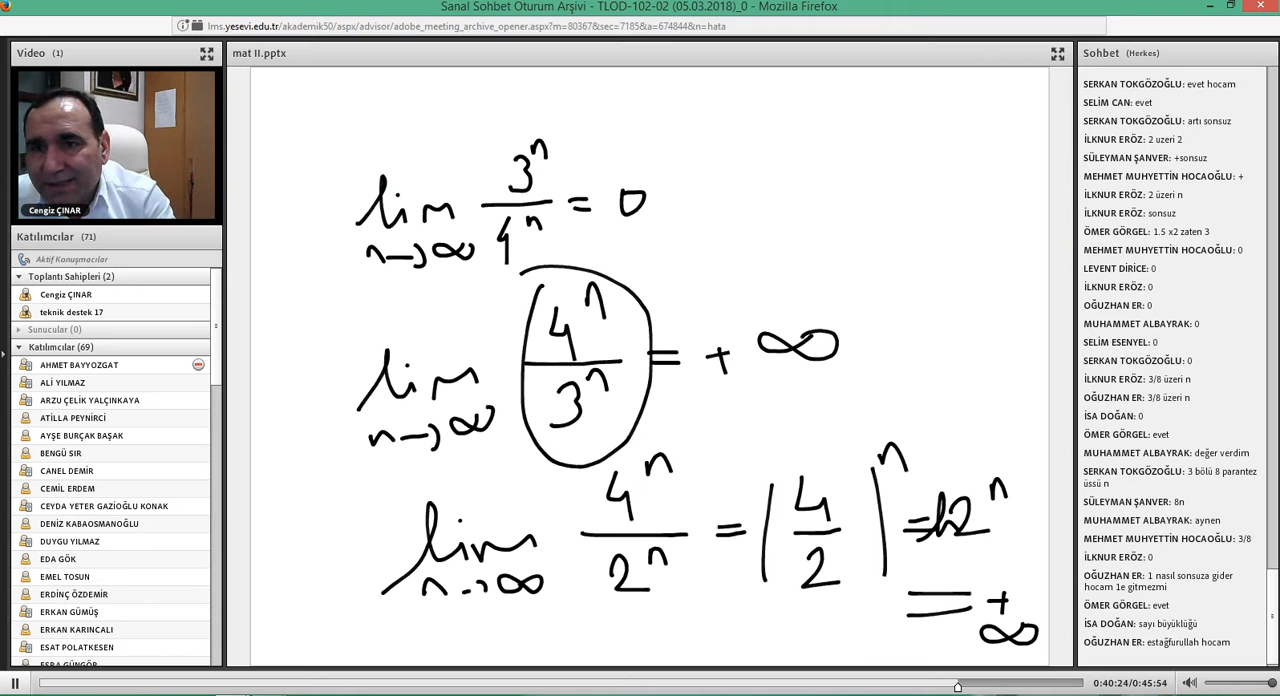 Sanal Sohbet Oturum Arşivi - TLOD-102-02 (05.03.2018)_0 - Mozilla Firefox
lms.yesevi.edu.tr/akademik50/aspx/advisor/adobe_meeting_archive_opener.aspx?m=80367&sec=7185&a=674844&n=hata
Video (1)
Cengiz ÇINAR
Katılımcılar (71)
Aktif Konuşmacılar
Toplantı Sahipleri (2)
Cengiz ÇINAR
teknik destek 17
Sunucular (0)
Katılımcılar (69)
AHMET BAYYOZGAT
ALİ YILMAZ
ARZU ÇELİK YALÇINKAYA
ATİLLA PEYNİRCİ
AYŞE BURÇAK BAŞAK
BENGÜ SIR
CANEL DEMİR
CEMİL ERDEM
CEYDA YETER GAZİOĞLU KONAK
DENİZ KABAOSMANOĞLU
DUYGU YILMAZ
EDA GÖK
EMEL TOSUN
ERDİNÇ ÖZDEMİR
ERKAN GÜMÜŞ
ERKAN KARINCALI
ESAT POLATKESEN
ESRA GÜNGÖR
mat II.pptx
lim n→∞ 3^n / 4^n = 0
lim n→∞ 4^n / 3^n = + ∞
lim n→∞ 4^n / 2^n = (4/2)^n = 2^n
= + ∞
Sohbet (Herkes)
SERKAN TOKGÖZOĞLU: evet hocam
SELİM CAN: evet
SERKAN TOKGÖZOĞLU: artı sonsuz
İLKNUR ERÖZ: 2 uzeri 2
SÜLEYMAN ŞANVER: +sonsuz
MEHMET MUHYETTİN HOCAOĞLU: +
İLKNUR ERÖZ: 2 üzeri n
İLKNUR ERÖZ: sonsuz
ÖMER GÖRGEL: 1.5 x2 zaten 3
MEHMET MUHYETTİN HOCAOĞLU: 0
LEVENT DİRİCE: 0
İLKNUR ERÖZ: 0
OĞUZHAN ER: 0
MUHAMMET ALBAYRAK: 0
SELİM ESENYEL: 0
SERKAN TOKGÖZOĞLU: 0
İLKNUR ERÖZ: 3/8 üzeri n
OĞUZHAN ER: 3/8 üzeri n
İSA DOĞAN: 0
ÖMER GÖRGEL: evet
MUHAMMET ALBAYRAK: değer verdim
SERKAN TOKGÖZOĞLU: 3 bölü 8 parantez
üssü n
SÜLEYMAN ŞANVER: 8n
MUHAMMET ALBAYRAK: aynen
MEHMET MUHYETTİN HOCAOĞLU: 3/8
İLKNUR ERÖZ: 0
OĞUZHAN ER: 1 nasıl sonsuza gider
hocam 1e gitmezmi
ÖMER GÖRGEL: evet
İSA DOĞAN: sayı büyüklüğü
OĞUZHAN ER: estağfurullah hocam
0:40:24/0:45:54